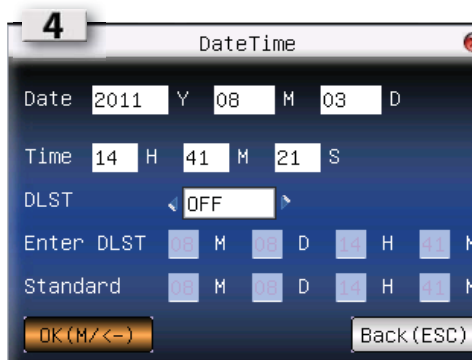 4
DateTime
Date 2011 Y 08 M 03 D
Time 14 H 41 M 21 S
DLST OFF
Enter DLST 08 M 08 D 14 H 41 M
Standard 08 M 08 D 14 H 41 M
OK(M/<-) Back(ESC)